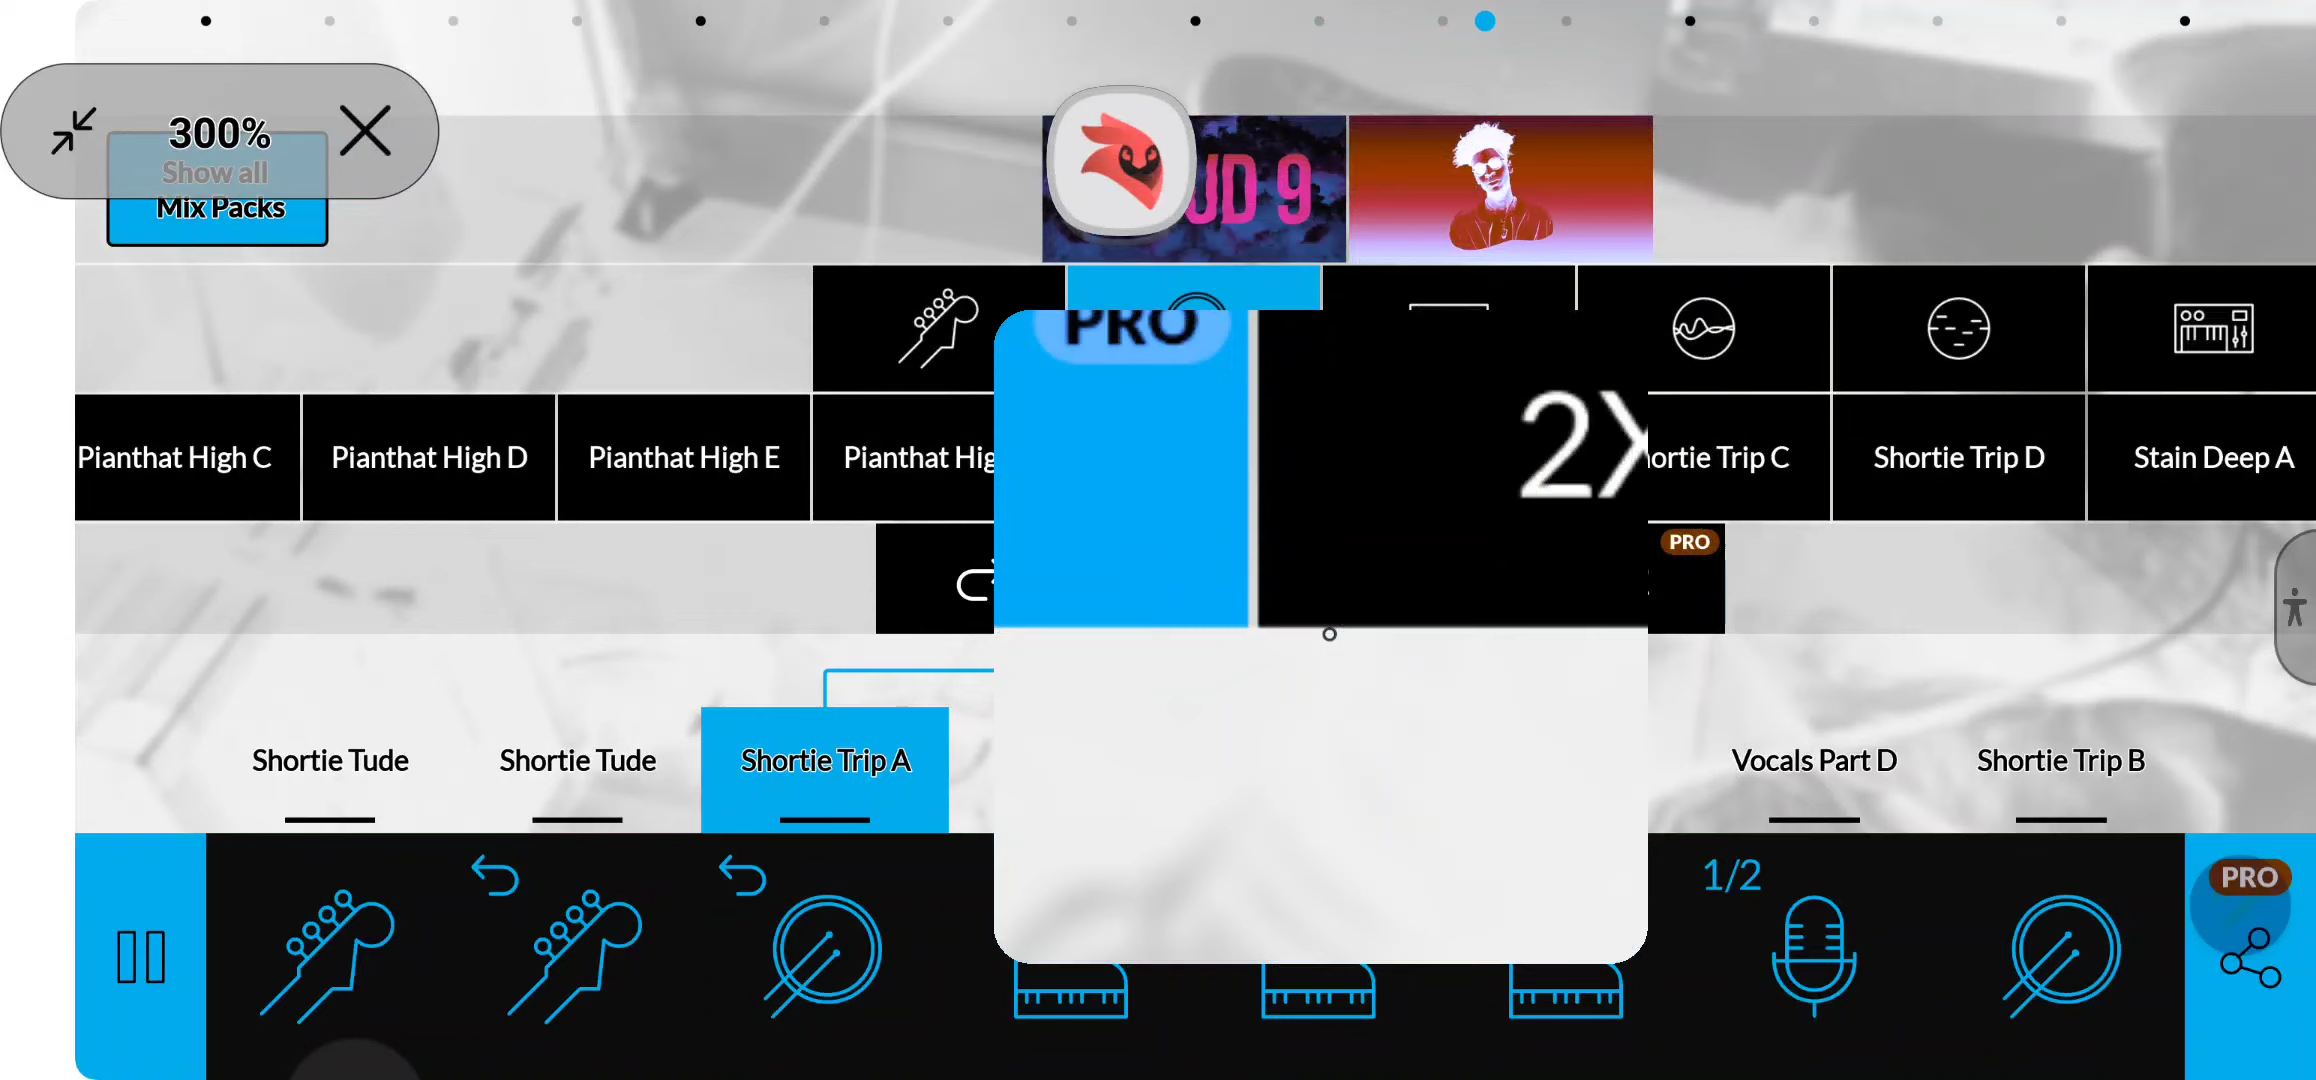 300%
Show all
Mix Packs
UD 9
PRO
2X
Pianthat High C
Pianthat High D
Pianthat High E
Pianthat Hig
ortie Trip C
Shortie Trip D
Stain Deep A
PRO
Shortie Tude
Shortie Tude
Shortie Trip A
Vocals Part D
Shortie Trip B
1/2
PRO